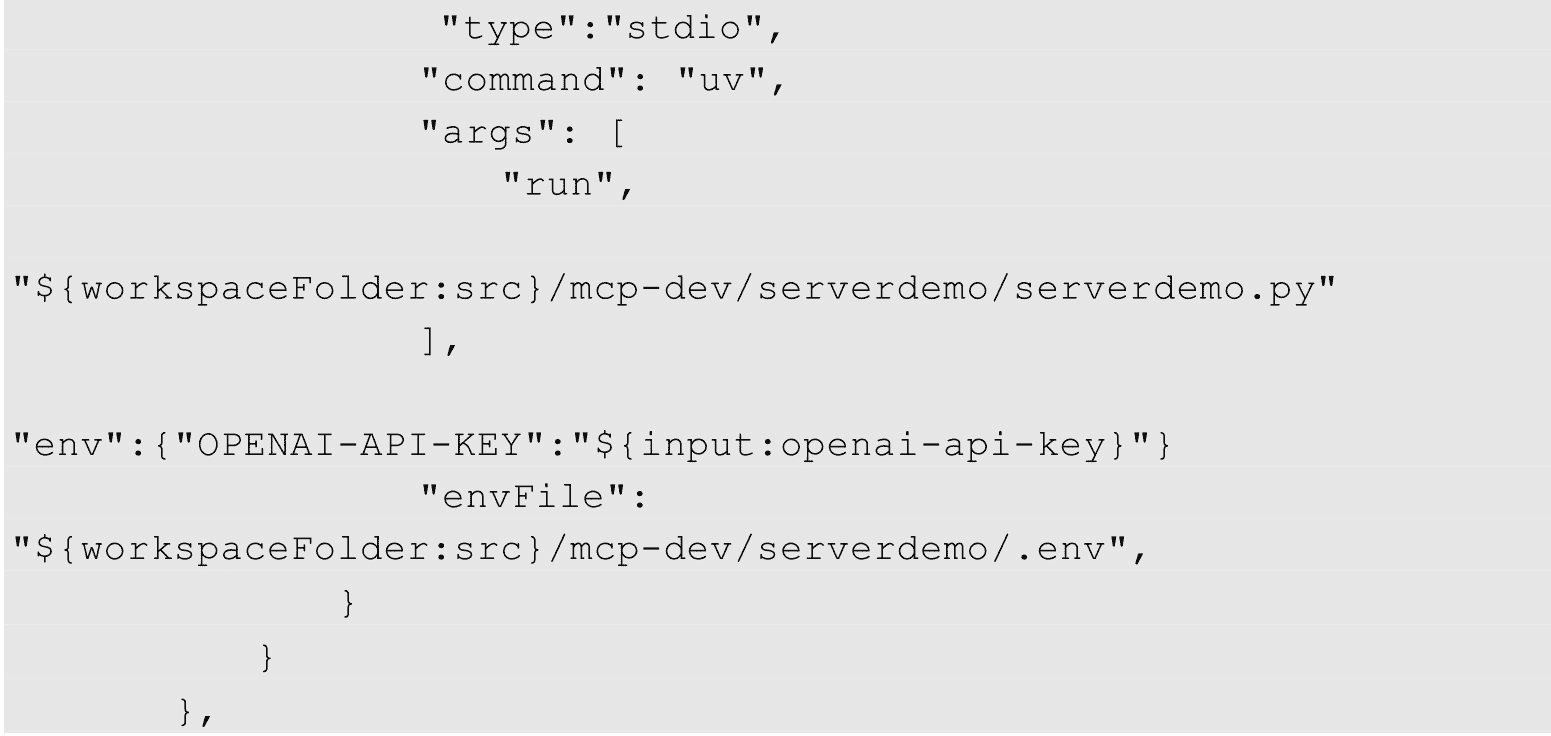 "type":"stdio",
"command": "uv",
"args": [
"run",
"${workspaceFolder:src}/mcp-dev/serverdemo/serverdemo.py"
],
"env":{"OPENAI-API-KEY":"${input:openai-api-key}"}
"envFile":
"${workspaceFolder:src}/mcp-dev/serverdemo/.env",
}
}
},